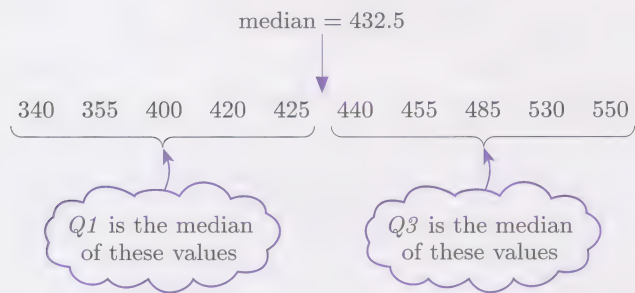 median = 432.5
340 355 400 420 425 440 455 485 530 550
Q1 is the median
of these values
Q3 is the median
of these values